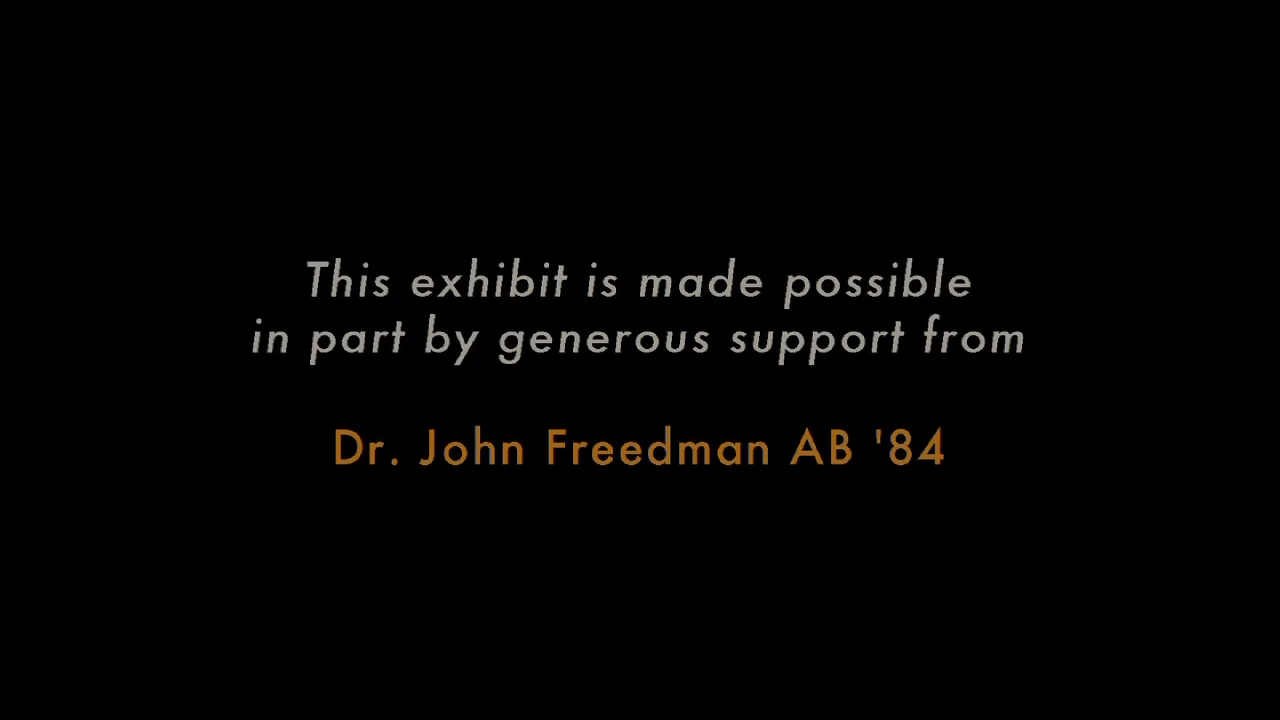 This exhibit is made possible
in part by generous support from
Dr. John Freedman AB '84